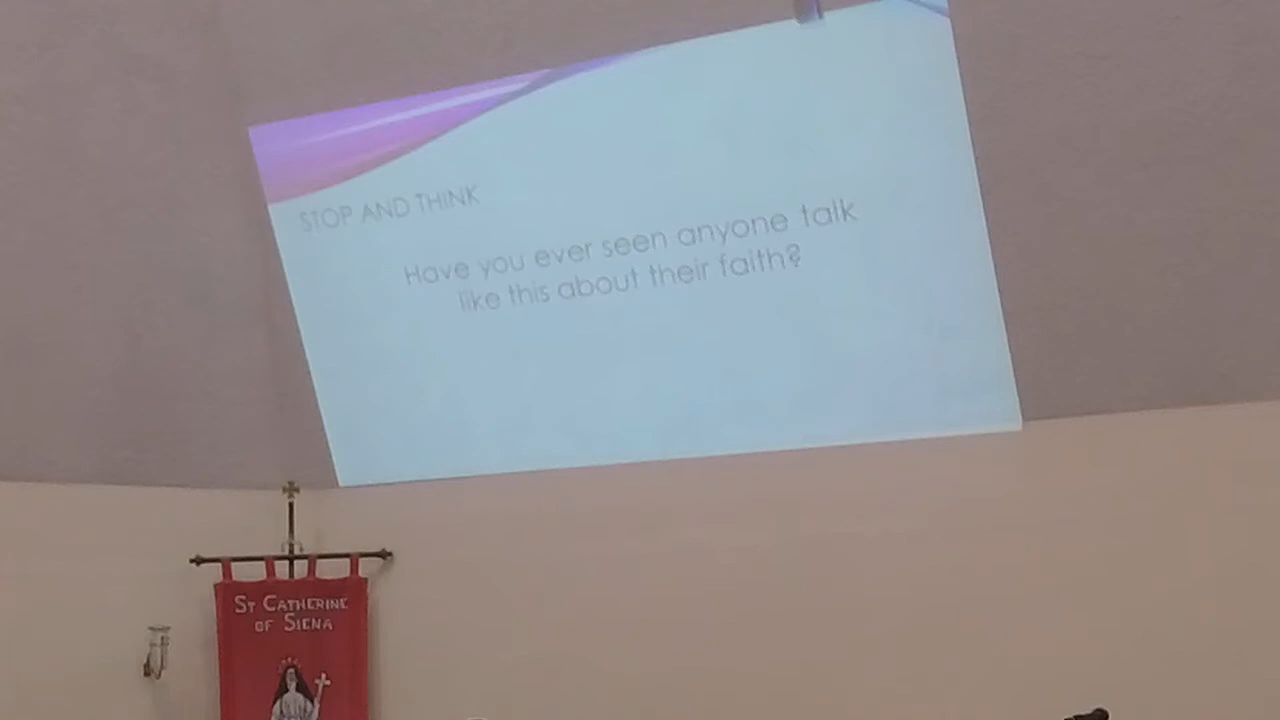 STOP AND THINK
Have you ever seen anyone talk
like this about their faith?
ST CATHERINE
OF SIENA